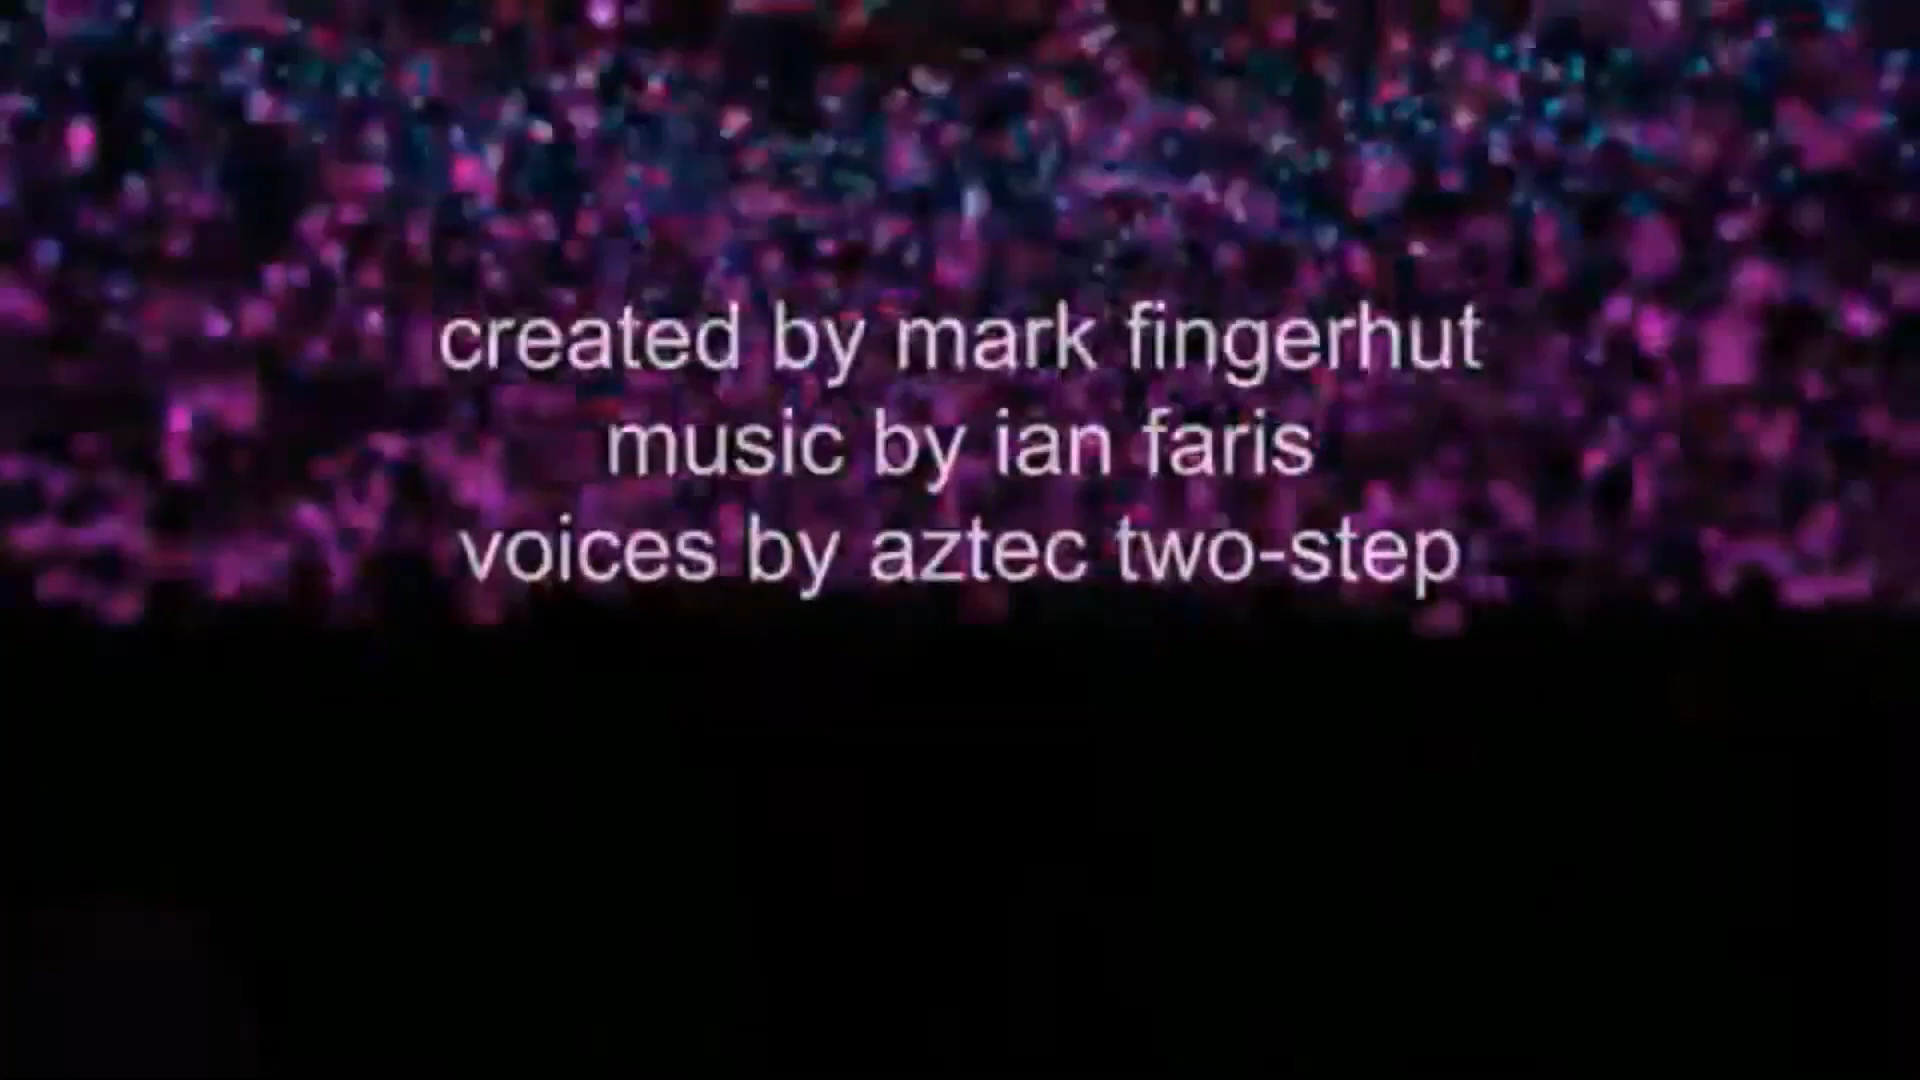 created by mark fingerhut
music by ian faris
voices by aztec two-step